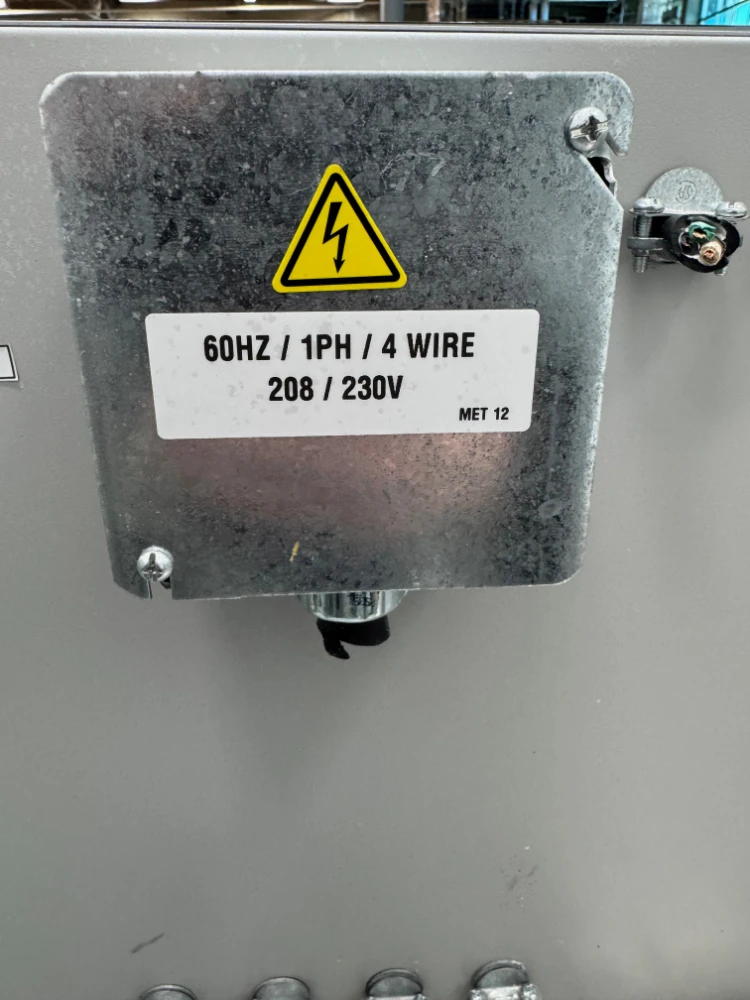 60HZ / 1PH / 4 WIRE
208 / 230V
MET 12